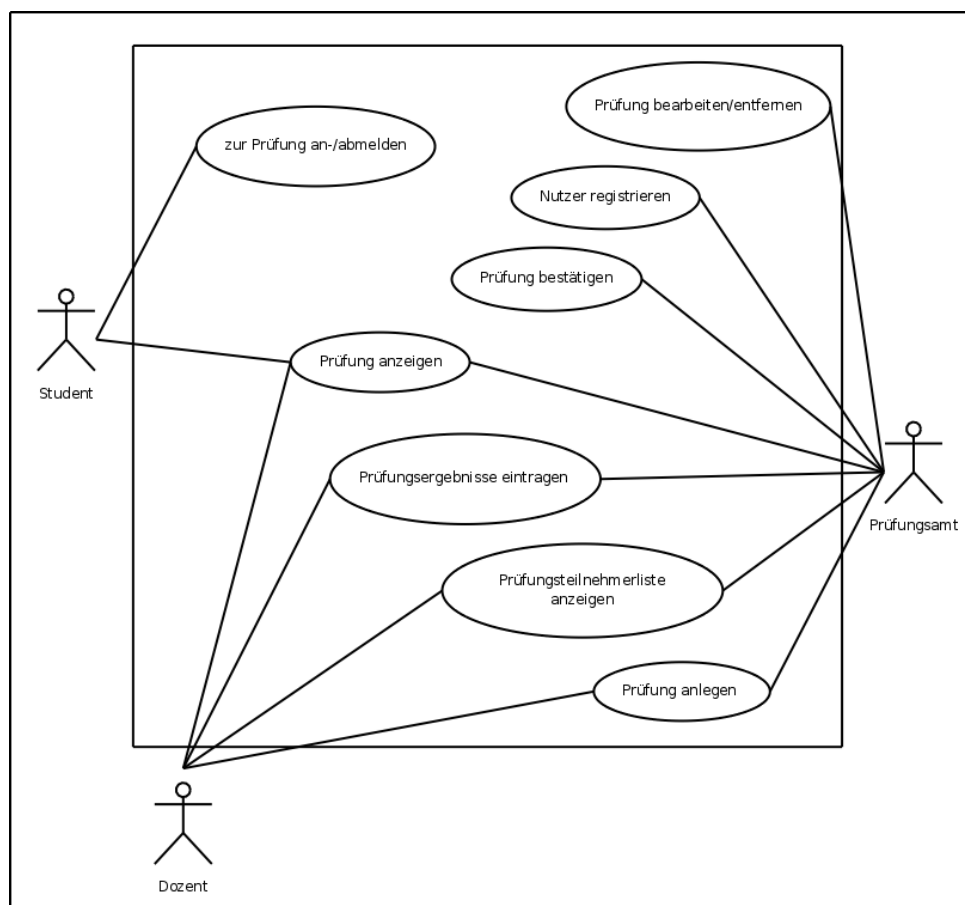 Prüfung bearbeiten/entfernen
zur Prüfung an-/abmelden
Nutzer registrieren
Prüfung bestätigen
Prüfung anzeigen
Student
Prüfungsergebnisse eintragen
Prüfungsamt
Prüfungsteilnehmerliste
anzeigen
Prüfung anlegen
Dozent